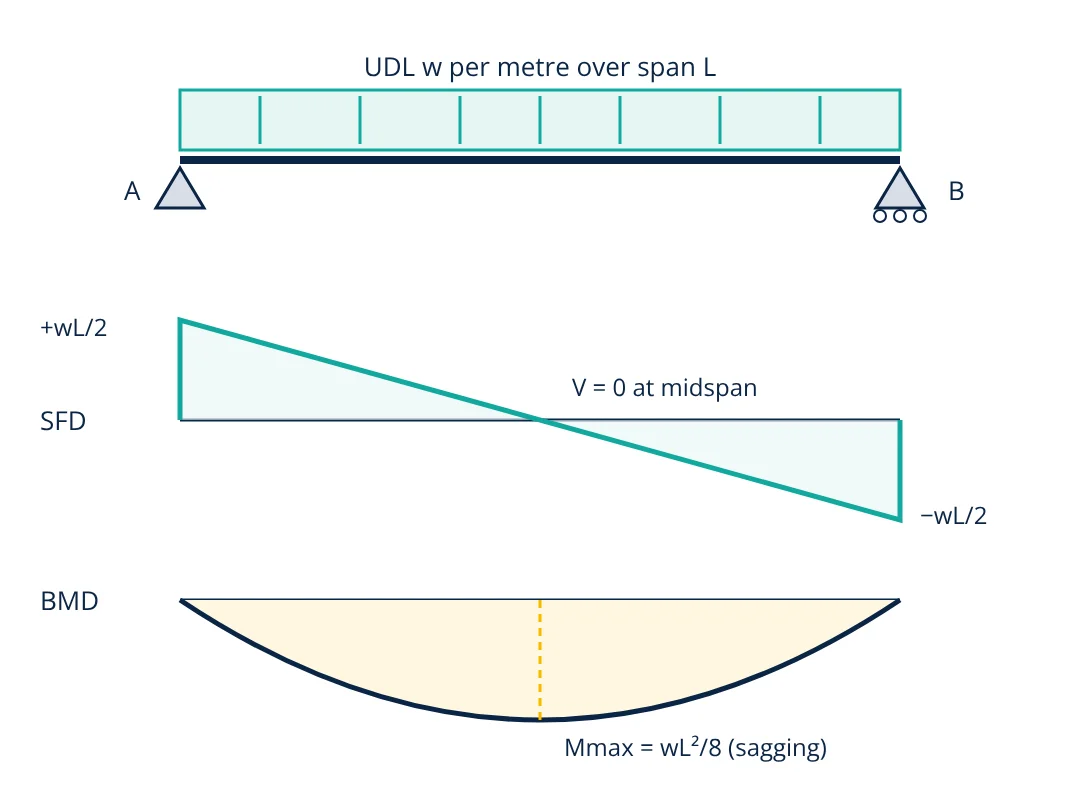 UDL w per metre over span L
A
B
+wL/2
V = 0 at midspan
SFD
−wL/2
BMD
Mmax = wL²/8 (sagging)